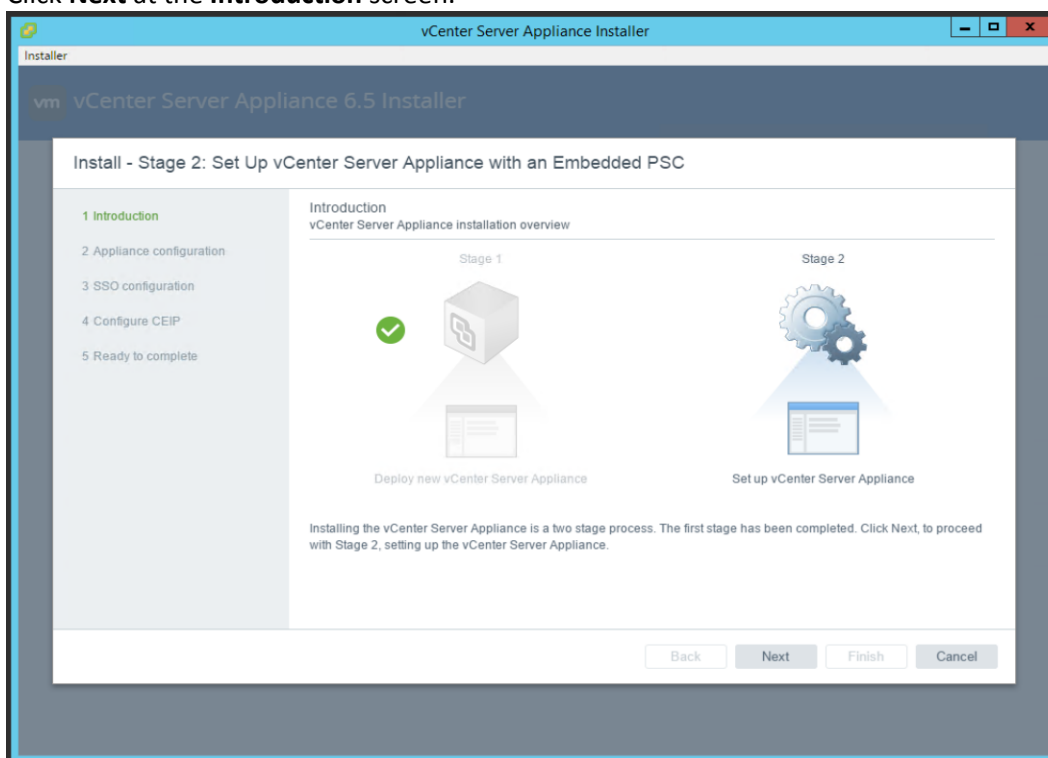 Click Next at the Introduction screen.
vCenter Server Appliance Installer
Installer
vm vCenter Server Appliance 6.5 Installer
Install - Stage 2: Set Up vCenter Server Appliance with an Embedded PSC
1 Introduction
2 Appliance configuration
3 SSO configuration
4 Configure CEIP
5 Ready to complete
Introduction
vCenter Server Appliance installation overview
Stage 1
Stage 2
Deploy new vCenter Server Appliance
Set up vCenter Server Appliance
Installing the vCenter Server Appliance is a two stage process. The first stage has been completed. Click Next, to proceed
with Stage 2, setting up the vCenter Server Appliance.
Back
Next
Finish
Cancel